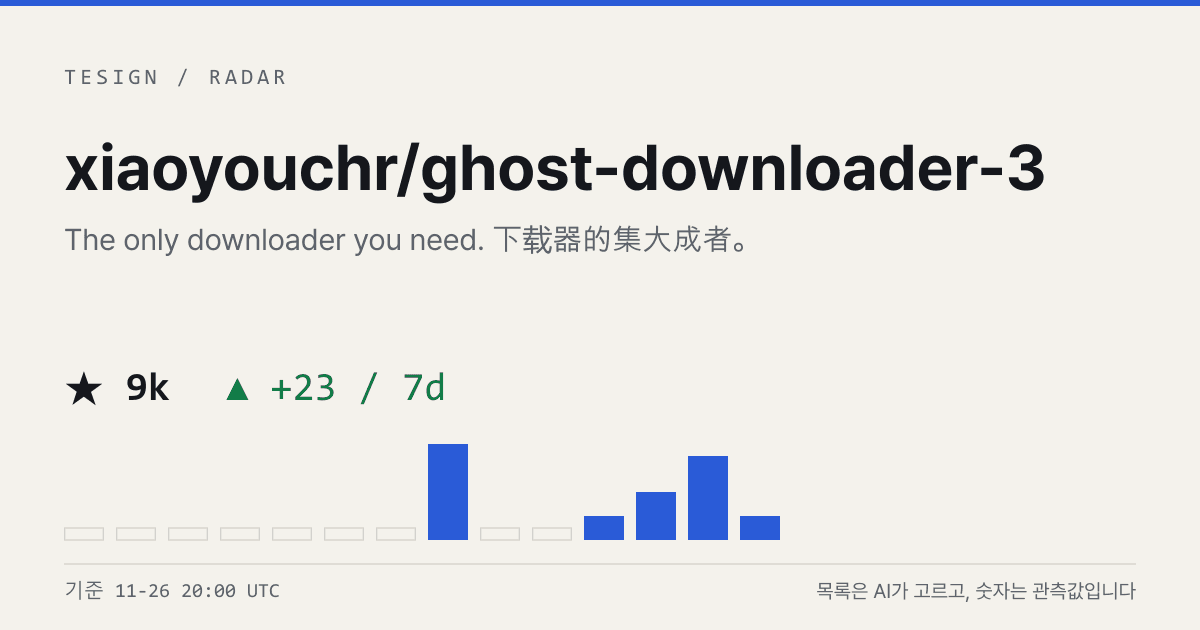 TESIGN / RADAR
xiaoyouchr/ghost-downloader-3
The only downloader you need. 下载器的集大成者。
★ 9k ▲ +23 / 7d
기준 11-26 20:00 UTC
목록은 AI가 고르고, 숫자는 관측값입니다